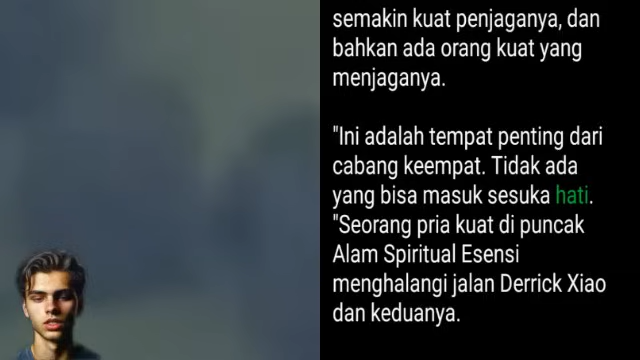 semakin kuat penjaganya, dan
bahkan ada orang kuat yang
menjaganya.
"Ini adalah tempat penting dari
cabang keempat. Tidak ada
yang bisa masuk sesuka hati.
"Seorang pria kuat di puncak
Alam Spiritual Esensi
menghalangi jalan Derrick Xiao
dan keduanya.